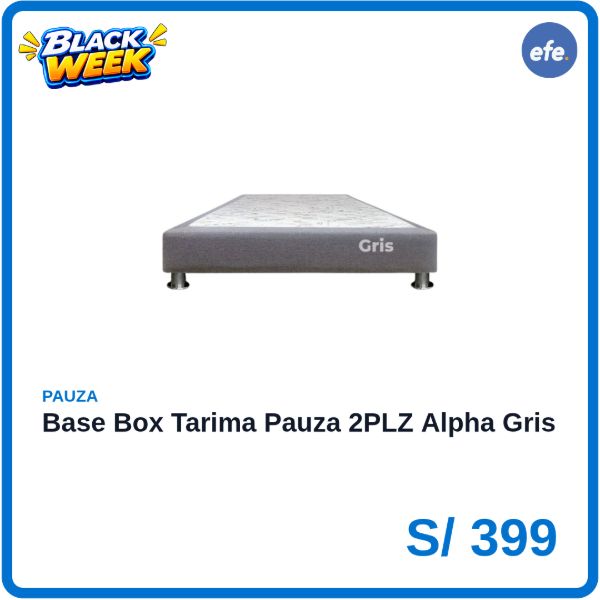 BLACK
WEEK
efe.
Gris
PAUZA
Base Box Tarima Pauza 2PLZ Alpha Gris
S/ 399